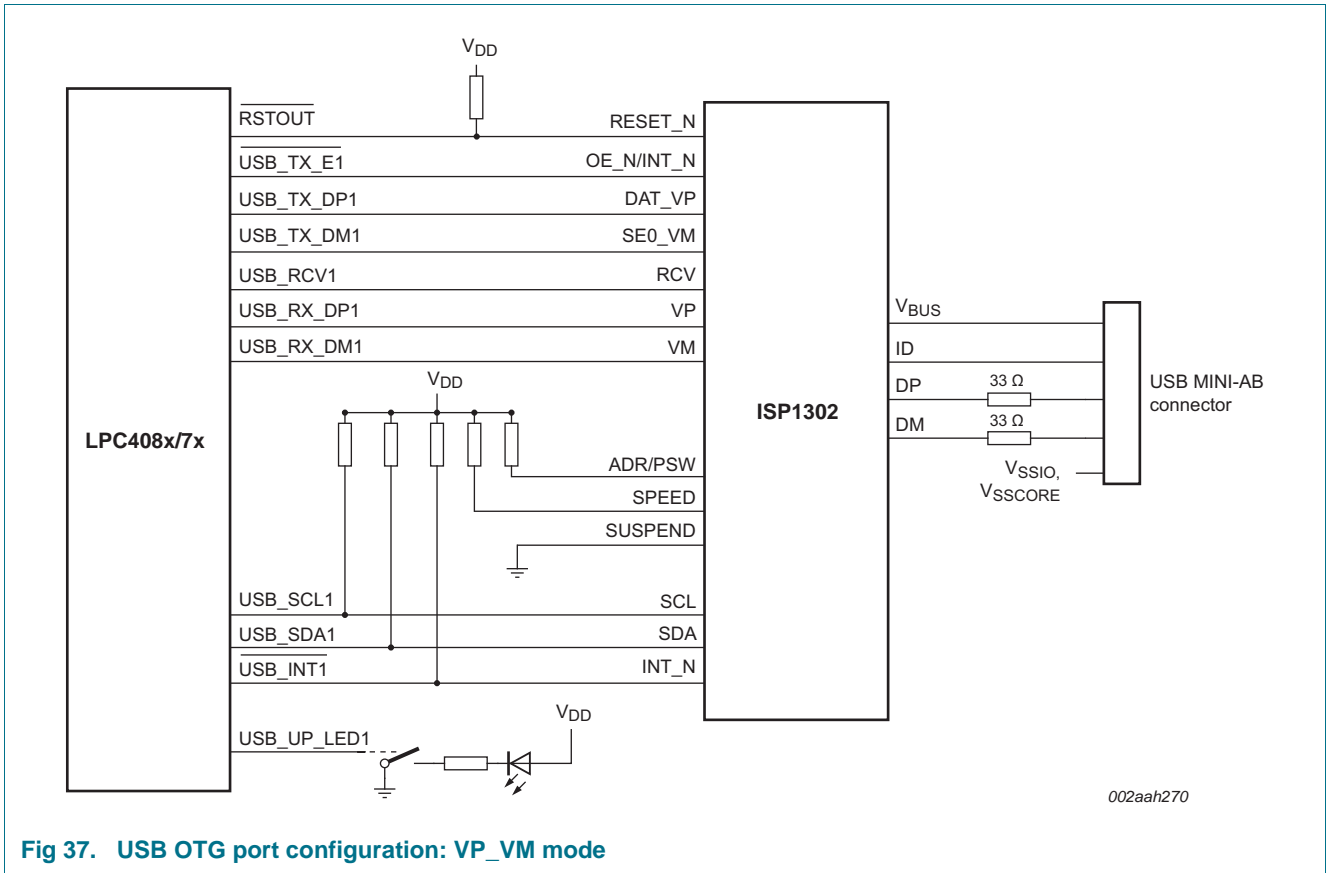 VDD
RSTOUT RESET_N
USB_TX_E1 OE_N/INT_N
USB_TX_DP1 DAT_VP
USB_TX_DM1 SE0_VM
USB_RCV1 RCV
USB_RX_DP1 VP
USB_RX_DM1 VM
VBUS
ID
DP 33 Ω
DM 33 Ω
USB MINI-AB
connector
VSSIO,
VSSCORE
VDD
LPC408x/7x
ISP1302
ADR/PSW
SPEED
SUSPEND
USB_SCL1 SCL
USB_SDA1 SDA
USB_INT1 INT_N
VDD
USB_UP_LED1
002aah270
Fig 37. USB OTG port configuration: VP_VM mode